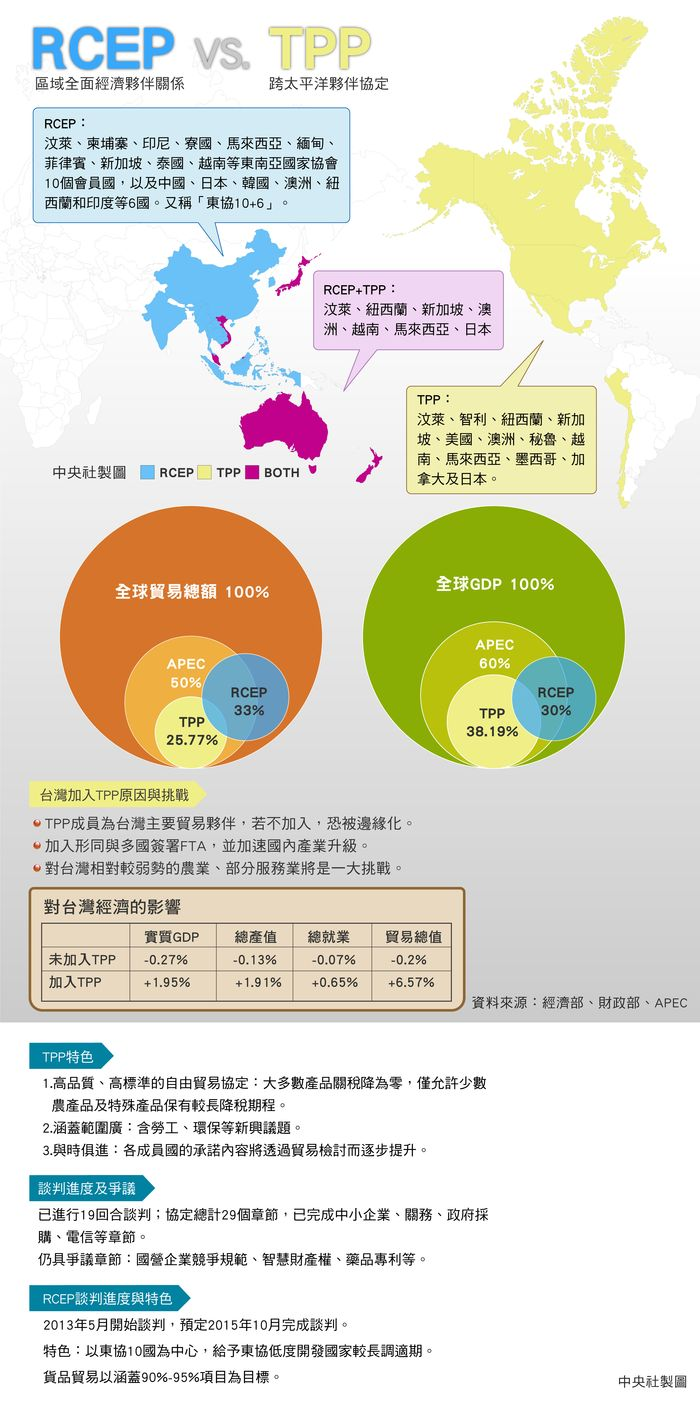 RCEP VS. TPP
區域全面經濟夥伴關係 跨太平洋夥伴協定
RCEP：
汶萊、柬埔寨、印尼、寮國、馬來西亞、緬甸、
菲律賓、新加坡、泰國、越南等東南亞國家協會
10個會員國，以及中國、日本、韓國、澳洲、紐
西蘭和印度等6國。又稱「東協10+6」。
RCEP+TPP：
汶萊、紐西蘭、新加坡、澳
洲、越南、馬來西亞、日本
TPP：
汶萊、智利、紐西蘭、新加
坡、美國、澳洲、秘魯、越
南、馬來西亞、墨西哥、加
拿大及日本。
中央社製圖 RCEP TPP BOTH
全球貿易總額 100%
APEC
50%
RCEP
33%
TPP
25.77%
全球GDP 100%
APEC
60%
RCEP
30%
TPP
38.19%
台灣加入TPP原因與挑戰
TPP成員為台灣主要貿易夥伴，若不加入，恐被邊緣化。
加入形同與多國簽署FTA，並加速國內產業升級。
對台灣相對較弱勢的農業、部分服務業將是一大挑戰。
對台灣經濟的影響
實質GDP 總產值 總就業 貿易總值
未加入TPP -0.27% -0.13% -0.07% -0.2%
加入TPP +1.95% +1.91% +0.65% +6.57%
資料來源：經濟部、財政部、APEC
TPP特色
1.高品質、高標準的自由貿易協定：大多數產品關稅降為零，僅允許少數
農產品及特殊產品保有較長降稅期程。
2.涵蓋範圍廣：含勞工、環保等新興議題。
3.與時俱進：各成員國的承諾內容將透過貿易檢討而逐步提升。
談判進度及爭議
已進行19回合談判；協定總計29個章節，已完成中小企業、關務、政府採
購、電信等章節。
仍具爭議章節：國營企業競爭規範、智慧財產權、藥品專利等。
RCEP談判進度與特色
2013年5月開始談判，預定2015年10月完成談判。
特色：以東協10國為中心，給予東協低度開發國家較長調適期。
貨品貿易以涵蓋90%-95%項目為目標。
中央社製圖